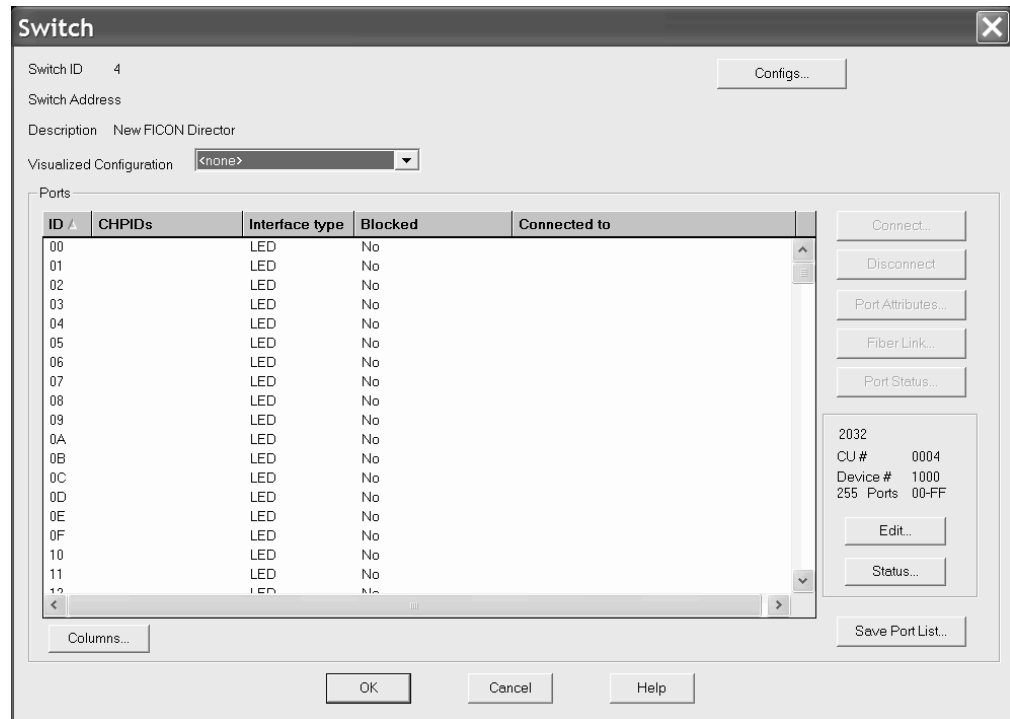 Switch
Switch ID 4
Configs...
Switch Address
Description New FICON Director
Visualized Configuration <none>
Ports
ID CHPIDs Interface type Blocked Connected to
00 LED No
01 LED No
02 LED No
03 LED No
04 LED No
05 LED No
06 LED No
07 LED No
08 LED No
09 LED No
0A LED No
0B LED No
0C LED No
0D LED No
0E LED No
0F LED No
10 LED No
11 LED No
12 LED No
Connect...
Disconnect
Port Attributes...
Fiber Link...
Port Status...
2032
CU # 0004
Device # 1000
255 Ports 00-FF
Edit...
Status...
Save Port List...
Columns...
OK Cancel Help